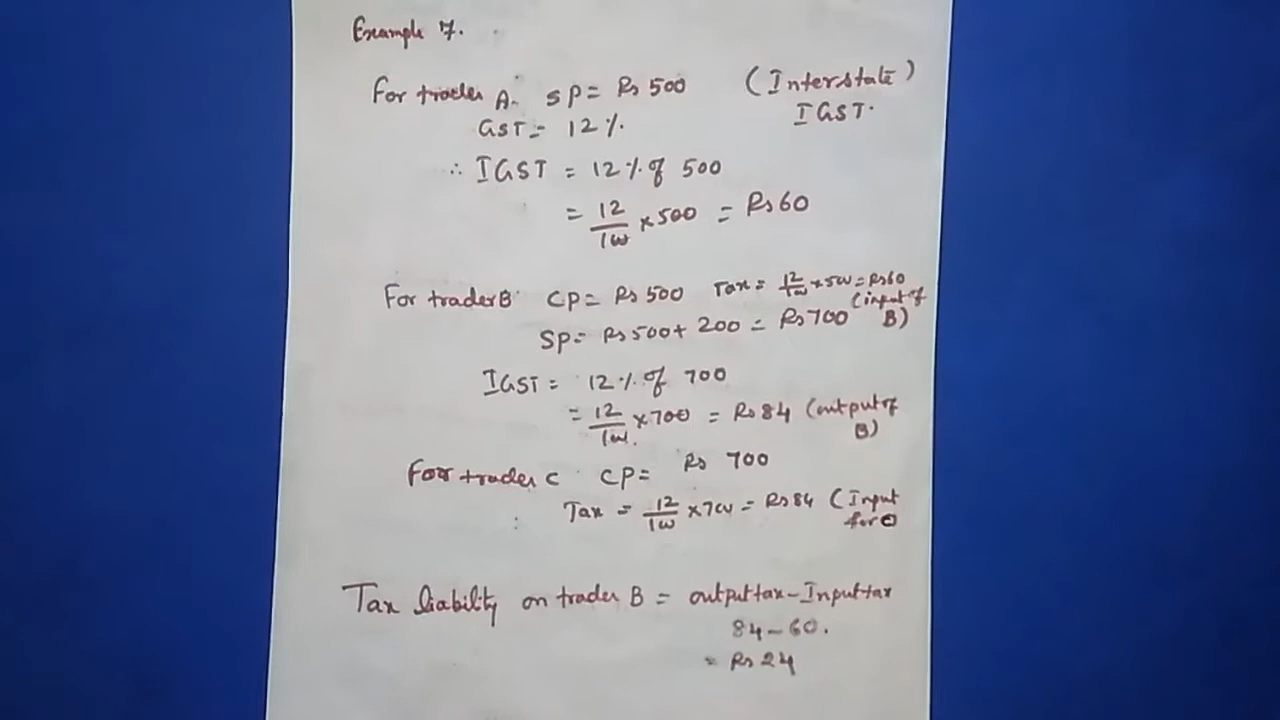 Example 7.
For trader A. SP = Rs 500 (Interstate)
GST = 12 %. IGST.
∴ IGST = 12 % of 500
= 12/100 × 500 = Rs 60
For trader B CP = Rs 500 Tax = 12/100 × 500 = Rs 60
(input of B)
SP = Rs 500 + 200 = Rs 700
IGST = 12 % of 700
= 12/100 × 700 = Rs 84 (output of B)
For trader C CP = Rs 700
Tax = 12/100 × 700 = Rs 84 (Input for C)
Tax liability on trader B = output tax - Input tax
84 - 60.
= Rs 24